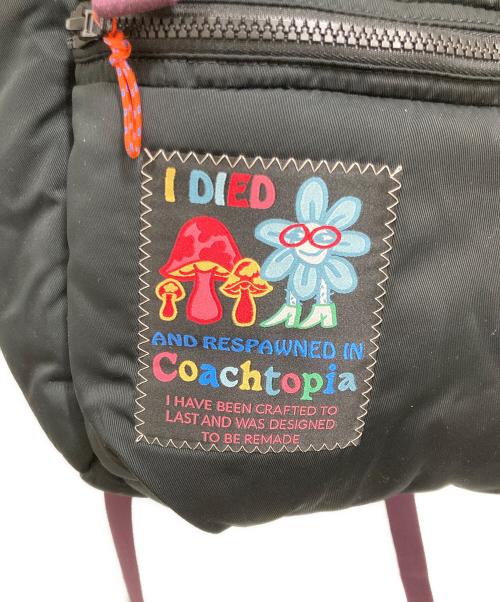 I DIED
AND RESPAWNED IN
Coachtopia
I HAVE BEEN CRAFTED TO
LAST AND WAS DESIGNED
TO BE REMADE